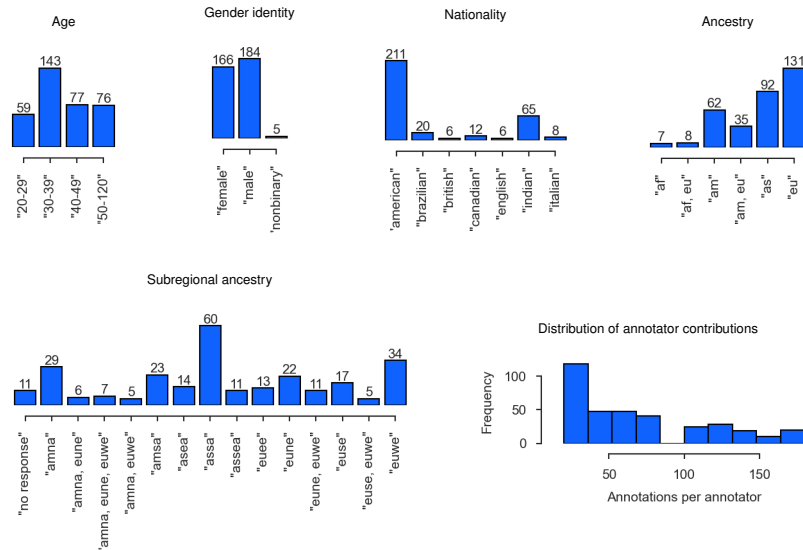 Age
59
143
77
76
"20-29"
"30-39"
"40-49"
"50-120"
Gender identity
166
184
5
"female"
"male"
'nonbinary"
Nationality
211
20
6
12
6
65
8
'american"
"brazilian"
"british"
"canadian"
"english"
"indian"
"italian"
Ancestry
7
8
62
35
92
131
"af"
"af, eu"
"am"
"am, eu"
"as"
"eu"
Subregional ancestry
11
29
6
7
5
23
14
60
11
13
22
11
17
5
34
"no response"
"amna"
"amna, eune"
'amna, eune, euwe"
"amna, euwe"
"amsa"
"asea"
"assa"
"assea"
"euee"
"eune"
"eune, euwe"
"euse"
"euse, euwe"
"euwe"
Distribution of annotator contributions
Frequency
100
50
0
50
100
150
Annotations per annotator